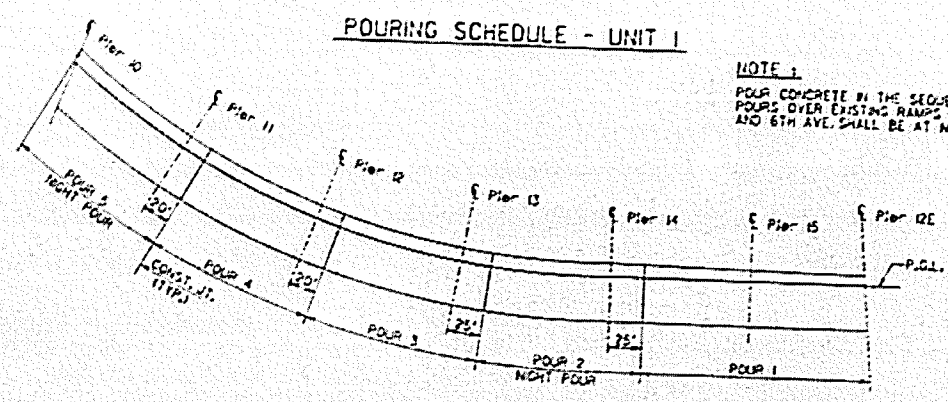 POURING SCHEDULE - UNIT 1
NOTE :
POUR CONCRETE IN THE SEQUE
POURS OVER EXISTING RAMPS,
AND 6TH AVE. SHALL BE AT N
℄ Pier 10
℄ Pier 11
℄ Pier 12
℄ Pier 13
℄ Pier 14
℄ Pier 15
℄ Pier 12E
P.G.L.
20'
20'
25'
25'
POUR 5
NIGHT POUR
CONST. JT.
(TYP.)
POUR 4
POUR 3
POUR 2
NIGHT POUR
POUR 1